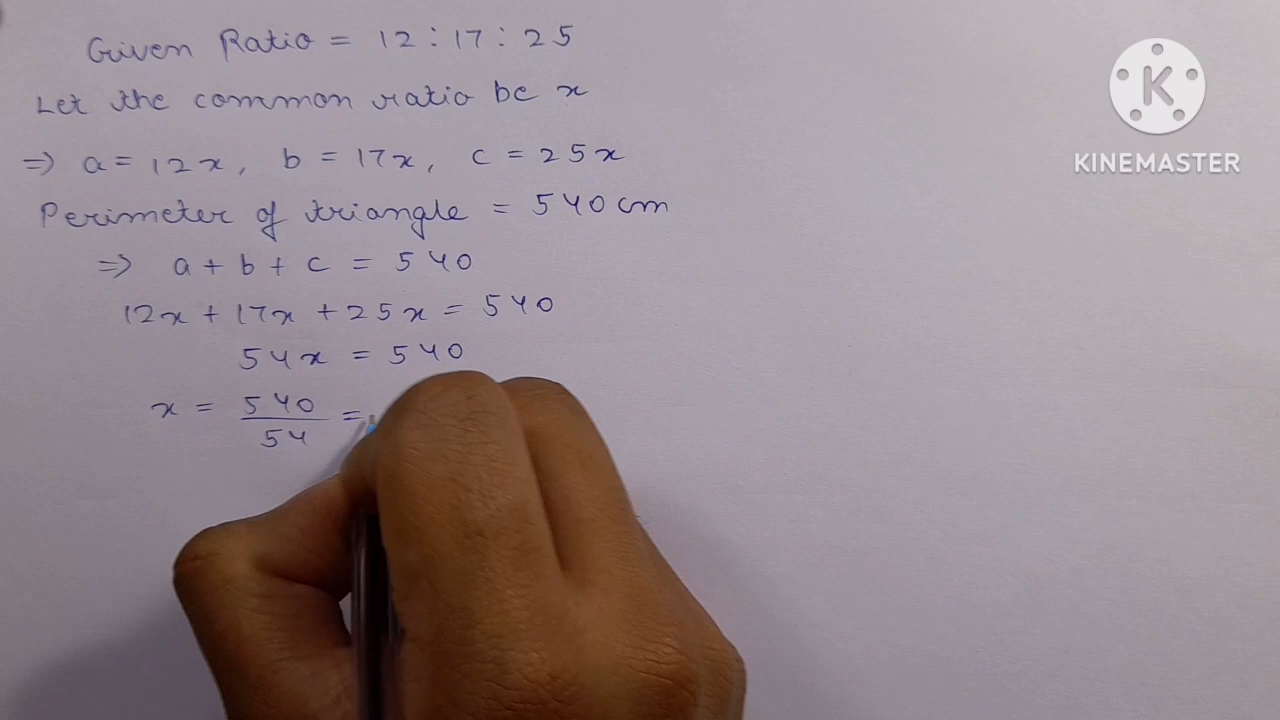 Given Ratio = 12 : 17 : 25
Let the common ratio be x
⇒ a = 12x, b = 17x, c = 25x
Perimeter of triangle = 540 cm
⇒ a + b + c = 540
12x + 17x + 25x = 540
54x = 540
x = 540/54 =
K
KINEMASTER